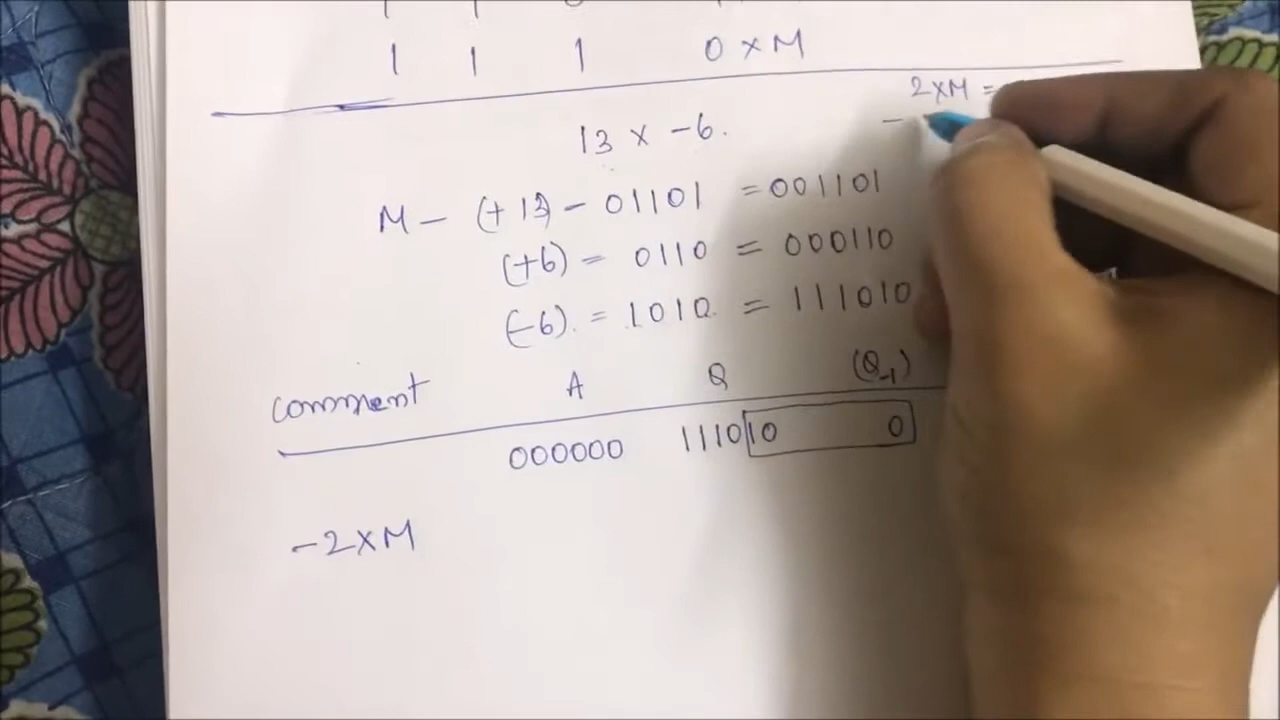 1 1 1 0 × M
2×M =
13 × -6.
-
M - (+13) - 01101 = 001101
(+6) = 0110 = 000110
(-6). = 1010. = 111010
comment A Q (Q-1)
000000 111010 0
-2×M